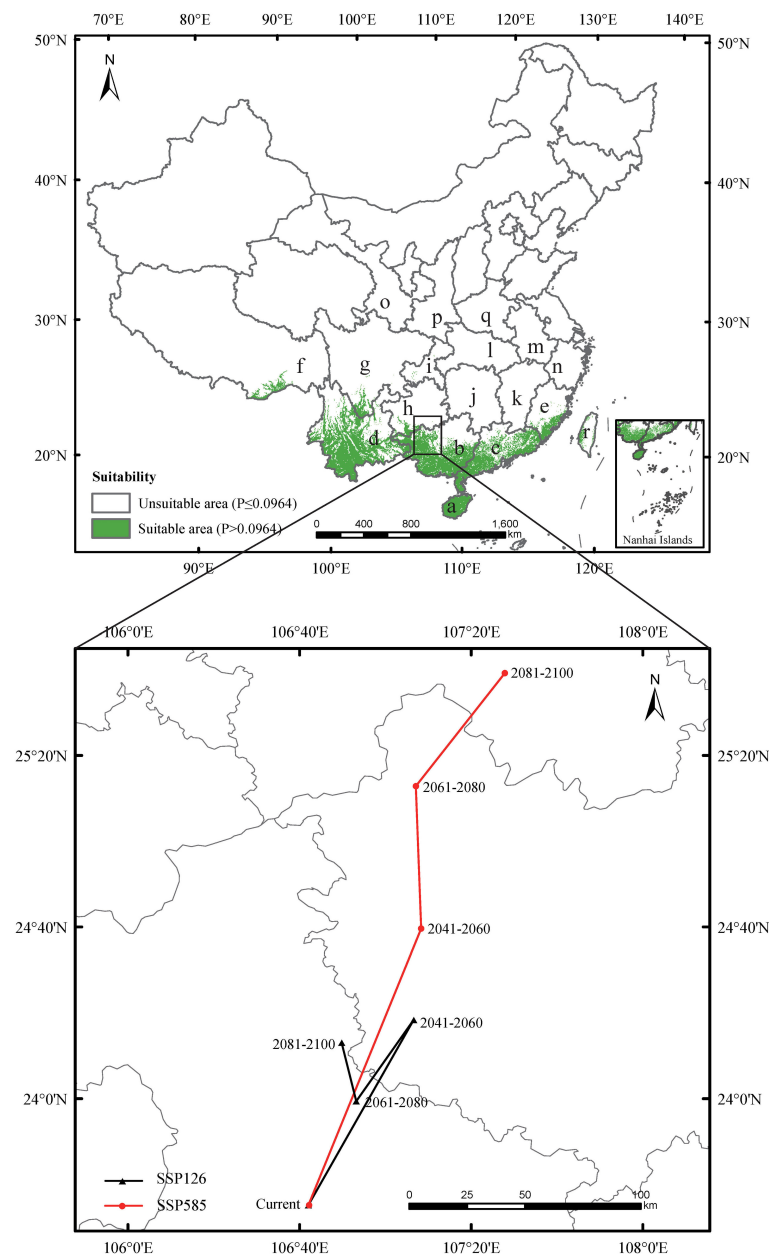 70°E 80°E 90°E 100°E 110°E 120°E 130°E 140°E
50°N 50°N
N
40°N 40°N
o
p q
30°N 30°N
l m
f g i n
j k
h e
d b c r
20°N 20°N
a
Suitability
Unsuitable area (P≤0.0964)
Suitable area (P>0.0964)
0 400 800 1,600
km
Nanhai Islands
90°E 100°E 110°E 120°E
106°0'E 106°40'E 107°20'E 108°0'E
N
2081-2100
25°20'N 25°20'N
2061-2080
24°40'N 24°40'N
2041-2060
2041-2060
2081-2100
24°0'N 24°0'N
2061-2080
SSP126
SSP585
Current
0 25 50 100
km
106°0'E 106°40'E 107°20'E 108°0'E